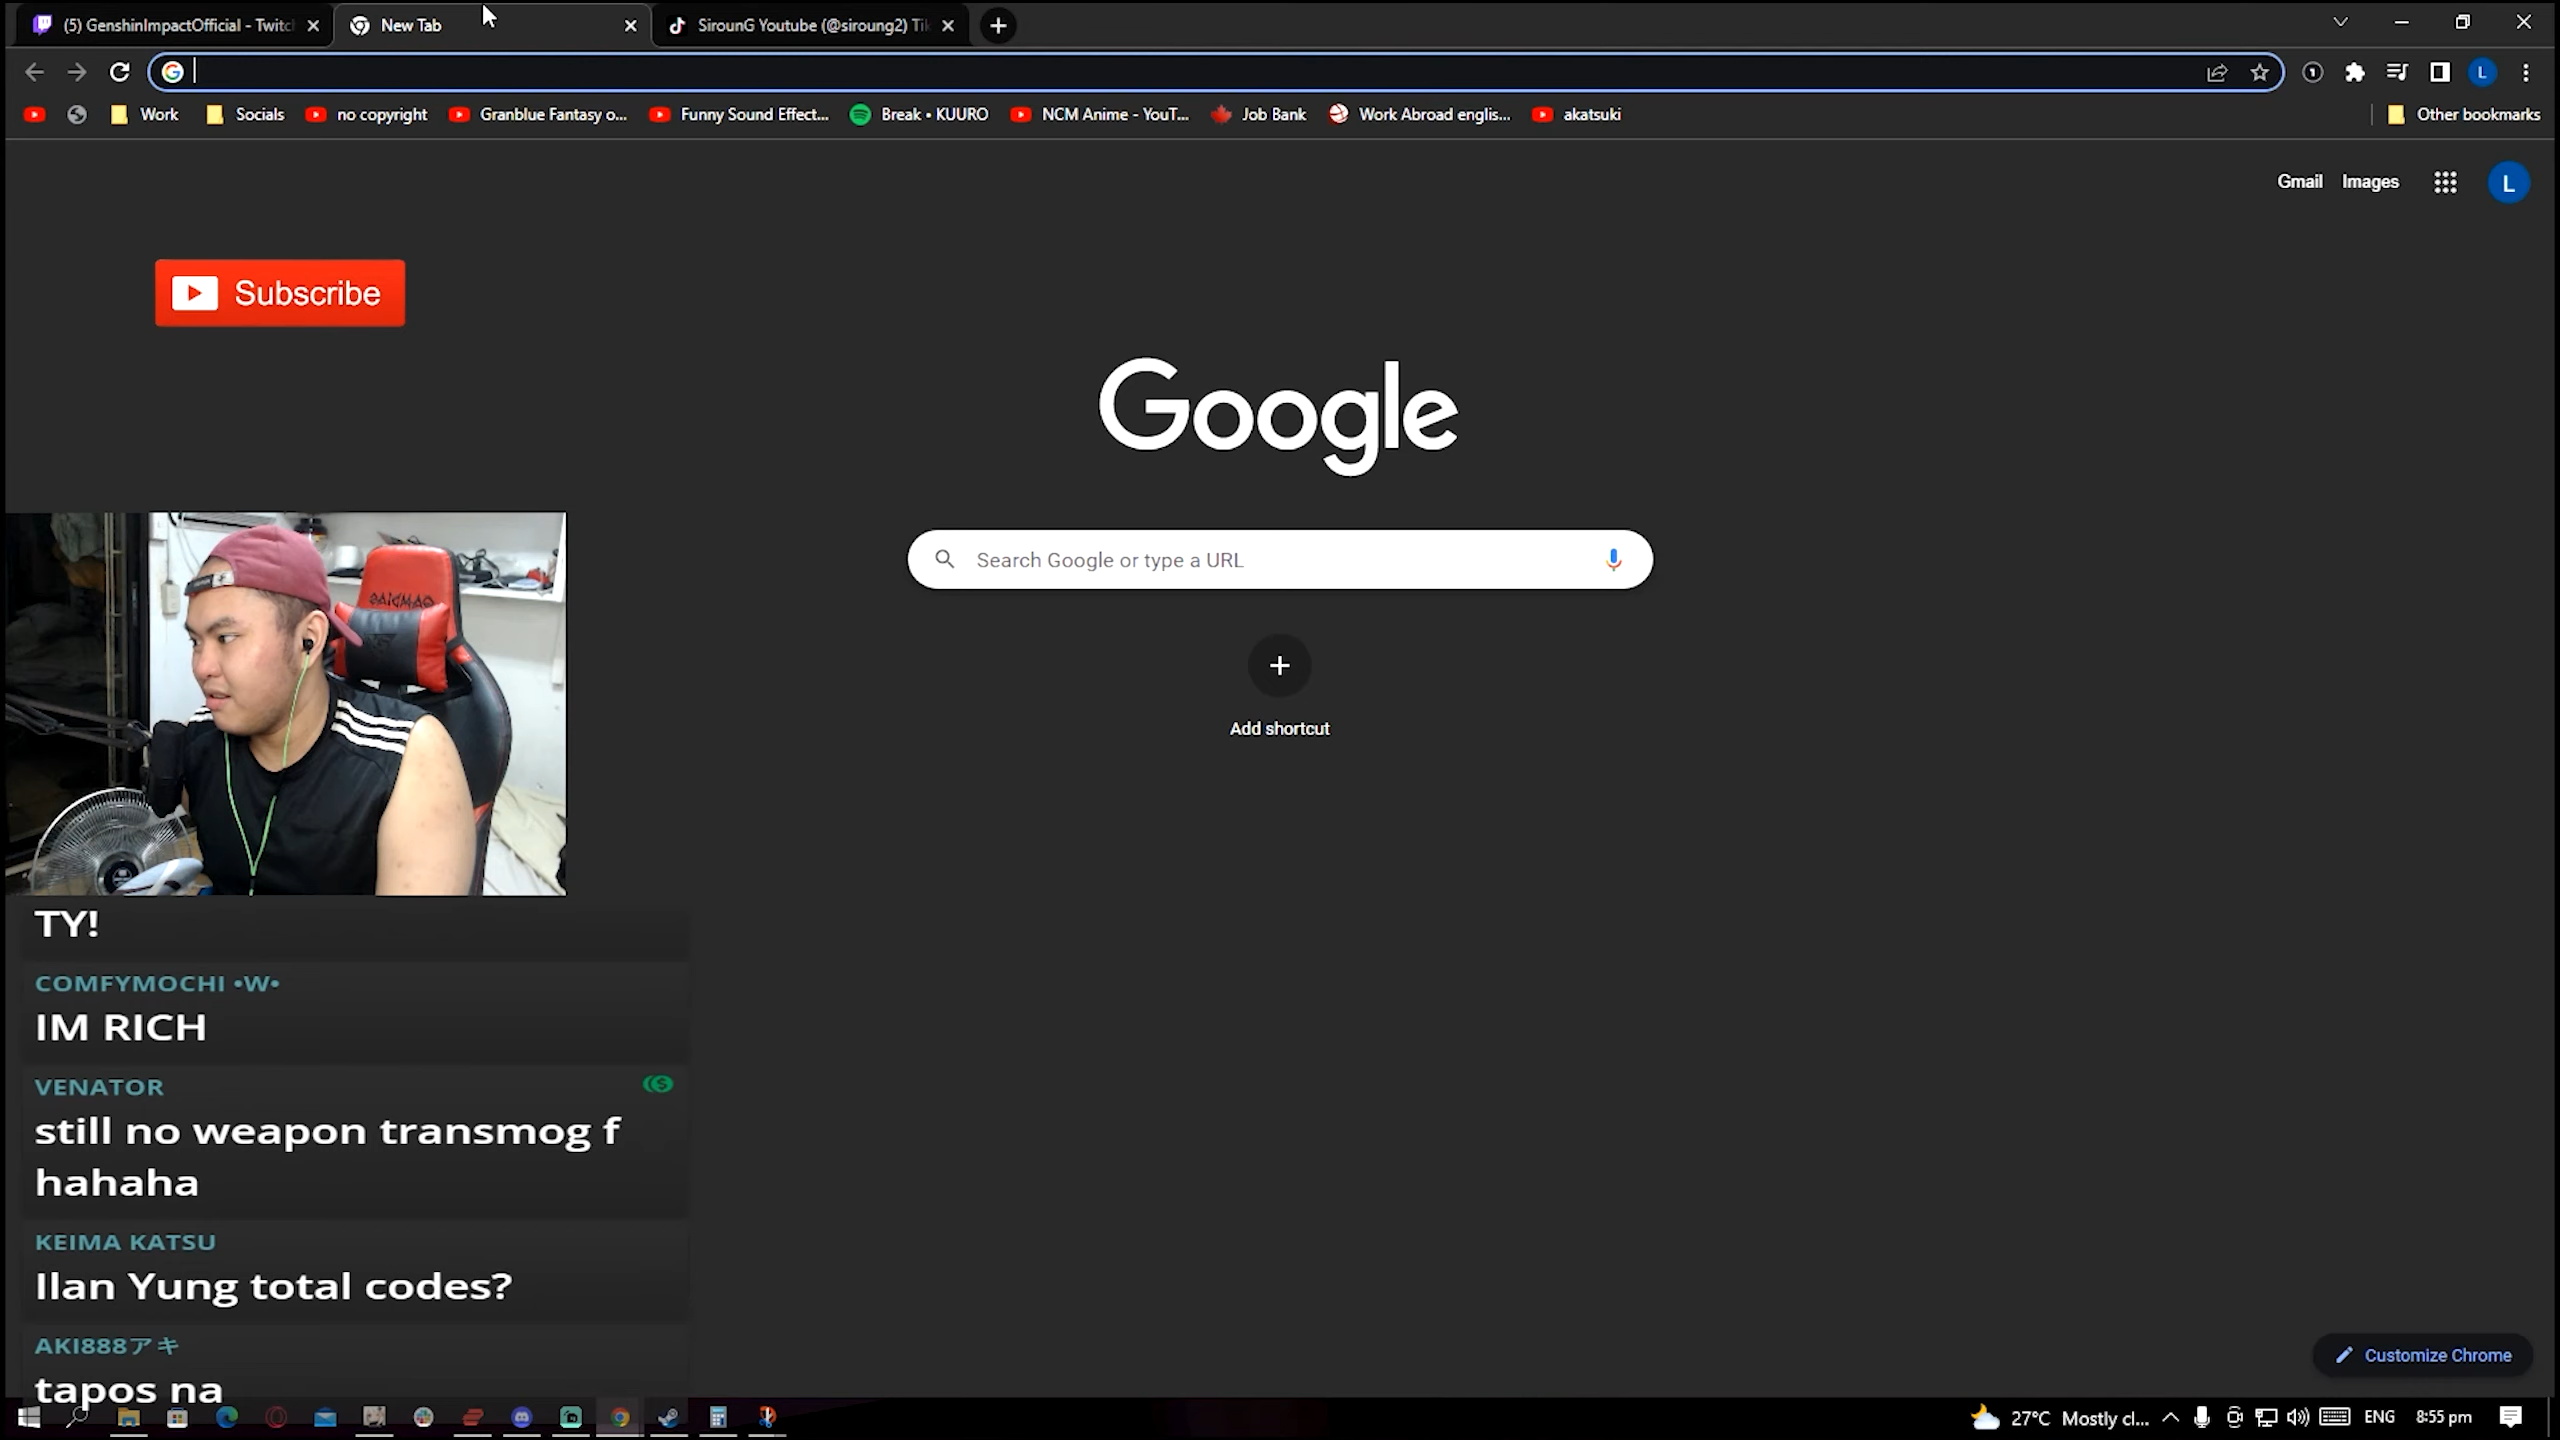 (5) GenshinImpactOfficial - Twitc
New Tab
SirounG Youtube (@siroung2) Ti
Work
Socials
no copyright
Granblue Fantasy o...
Funny Sound Effect...
Break • KUURO
NCM Anime - YouT...
Job Bank
Work Abroad englis...
akatsuki
Other bookmarks
Gmail
Images
L
L
Subscribe
Google
Search Google or type a URL
Add shortcut
GAMDIAS
TY!
COMFYMOCHI •W•
IM RICH
VENATOR
still no weapon transmog f
hahaha
KEIMA KATSU
Ilan Yung total codes?
AKI888アキ
tapos na
Customize Chrome
27°C Mostly cl...
ENG
8:55 pm